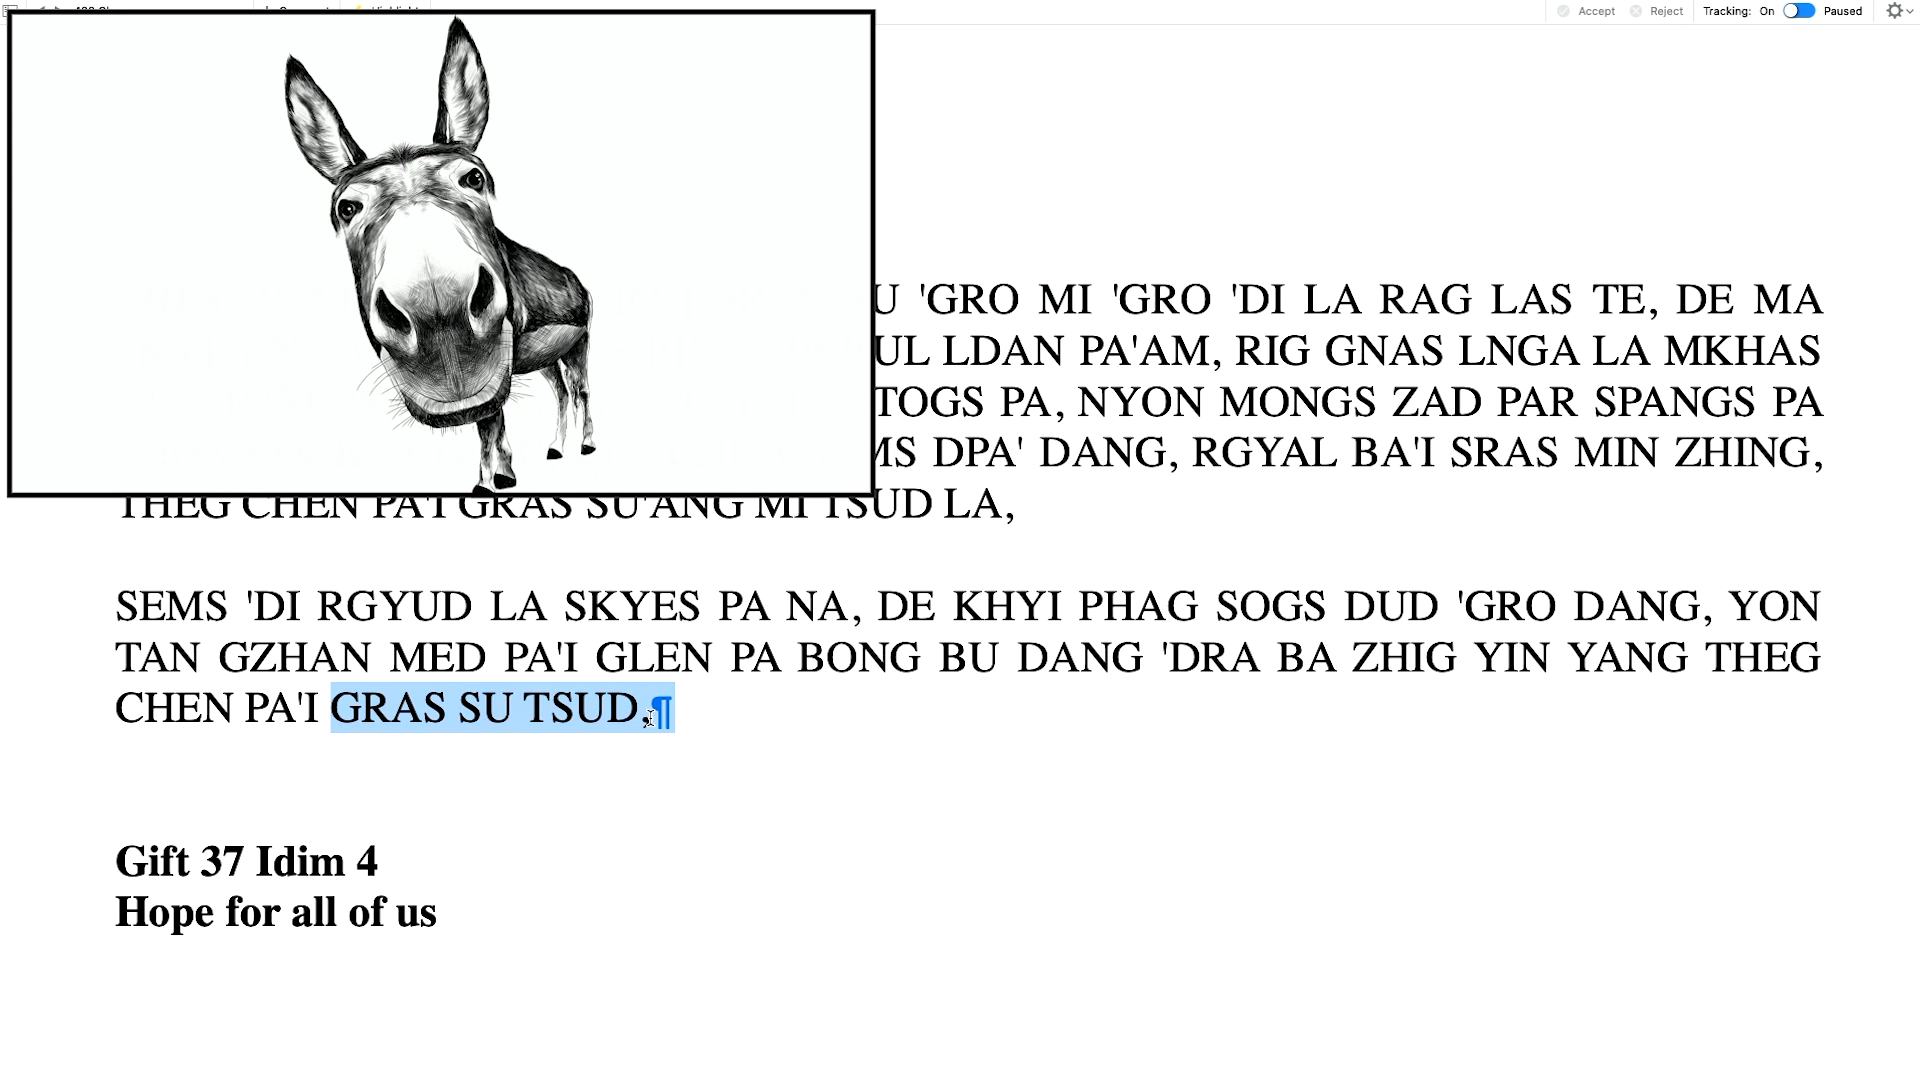 Accept Reject Tracking: On Paused
U 'GRO MI 'GRO 'DI LA RAG LAS TE, DE MA
UL LDAN PA'AM, RIG GNAS LNGA LA MKHAS
TOGS PA, NYON MONGS ZAD PAR SPANGS PA
MS DPA' DANG, RGYAL BA'I SRAS MIN ZHING,
THEG CHEN PA'I GRAS SU'ANG MI TSUD LA,
SEMS 'DI RGYUD LA SKYES PA NA, DE KHYI PHAG SOGS DUD 'GRO DANG, YON
TAN GZHAN MED PA'I GLEN PA BONG BU DANG 'DRA BA ZHIG YIN YANG THEG
CHEN PA'I GRAS SU TSUD,¶
Gift 37 Idim 4
Hope for all of us